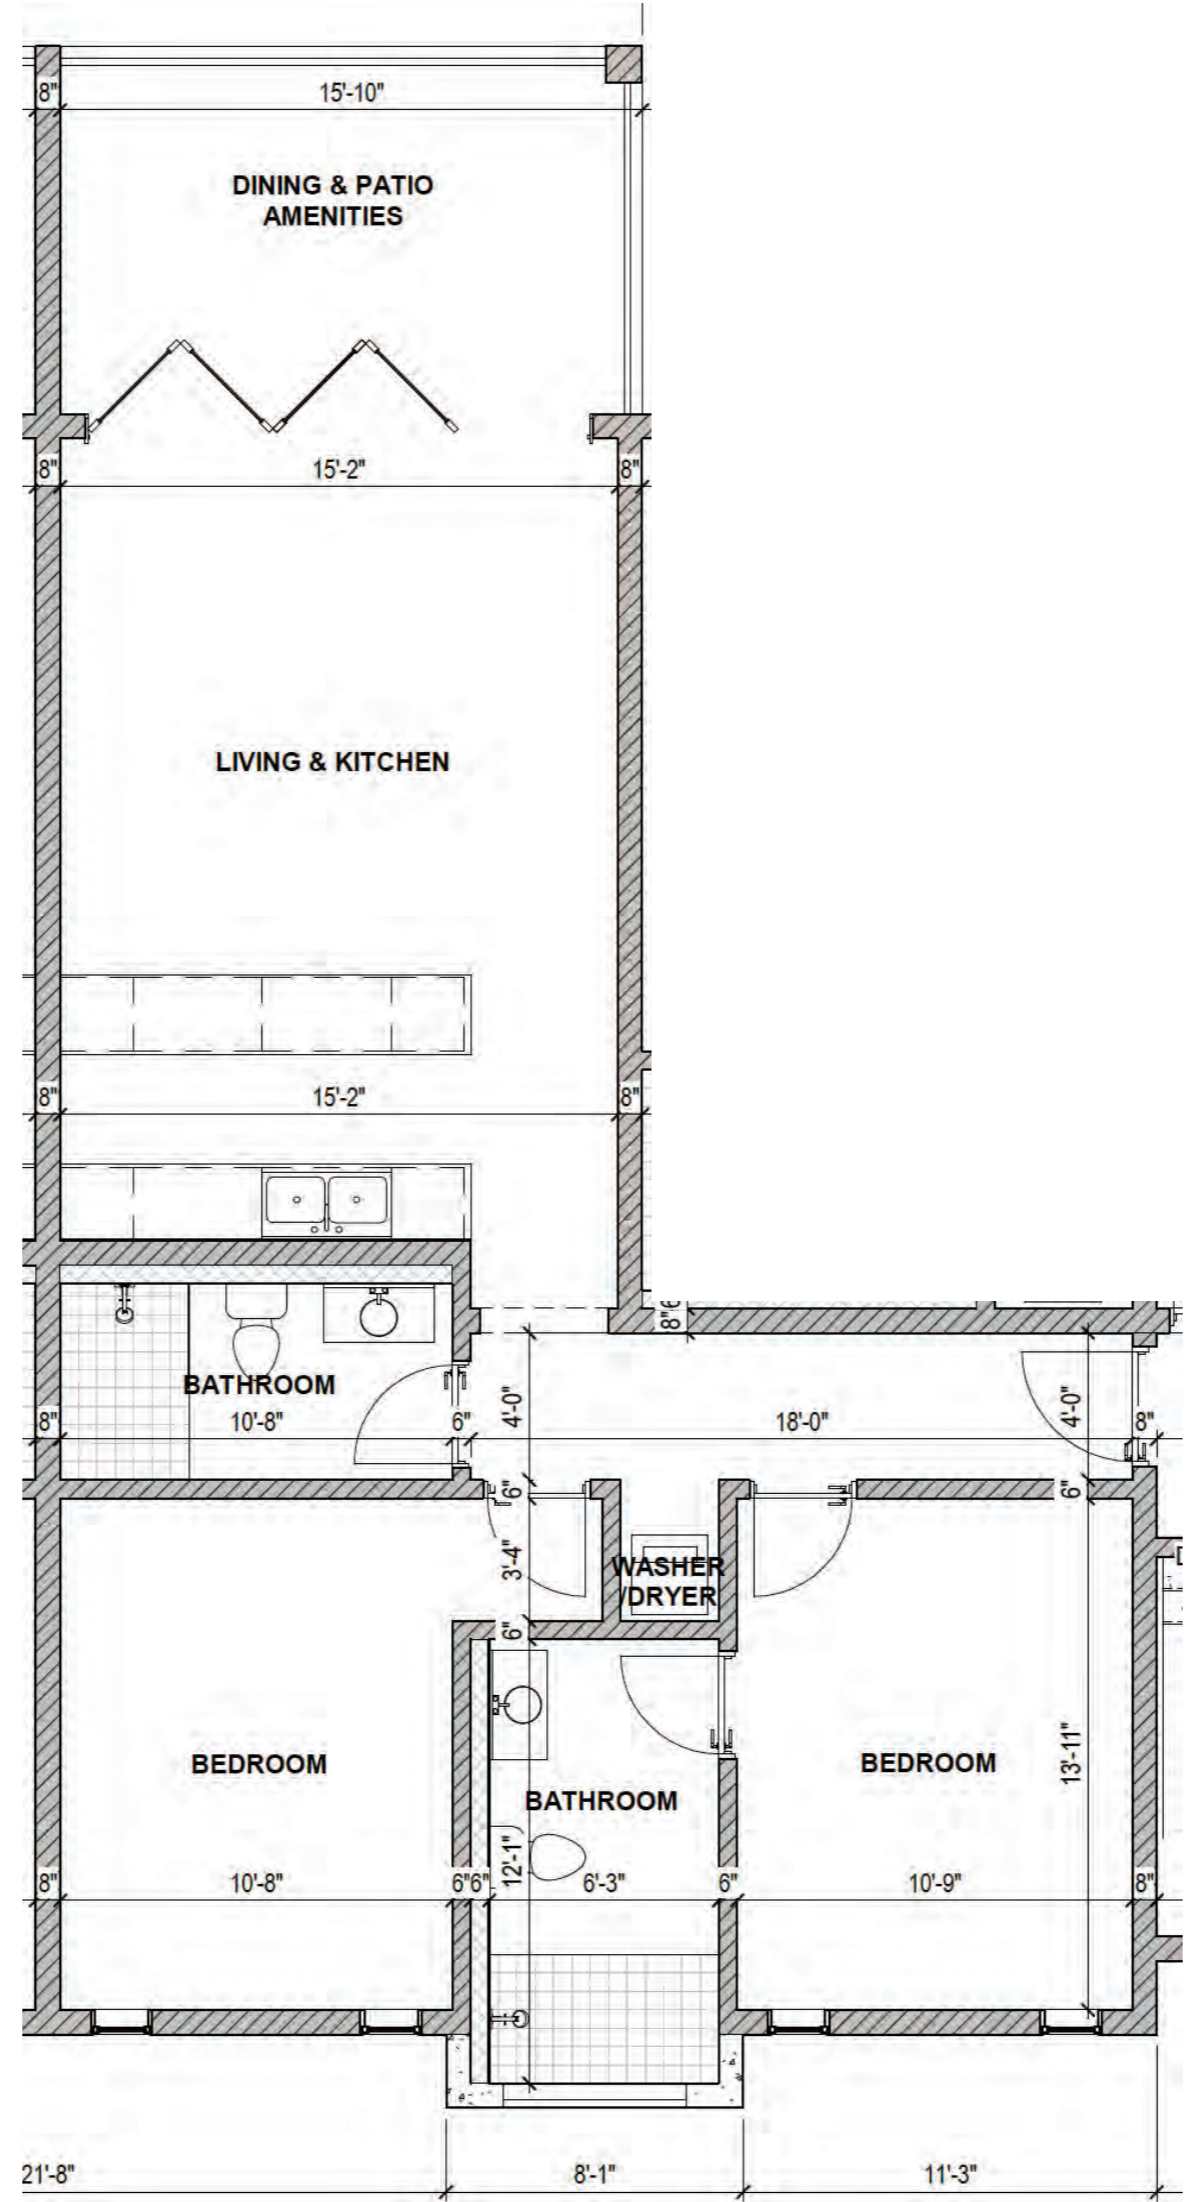 8" 15'-10"
DINING & PATIO
AMENITIES
8" 15'-2" 8"
LIVING & KITCHEN
8" 15'-2" 8"
8"
BATHROOM
8" 10'-8" 6" 4'-0" 18'-0" 4'-0" 8"
6" 6"
3'-4"
WASHER
/DRYER
6"
BEDROOM
BEDROOM
13'-11"
BATHROOM
12'-1"
8" 10'-8" 6" 6" 6'-3" 6" 10'-9" 8"
21'-8" 8'-1" 11'-3"